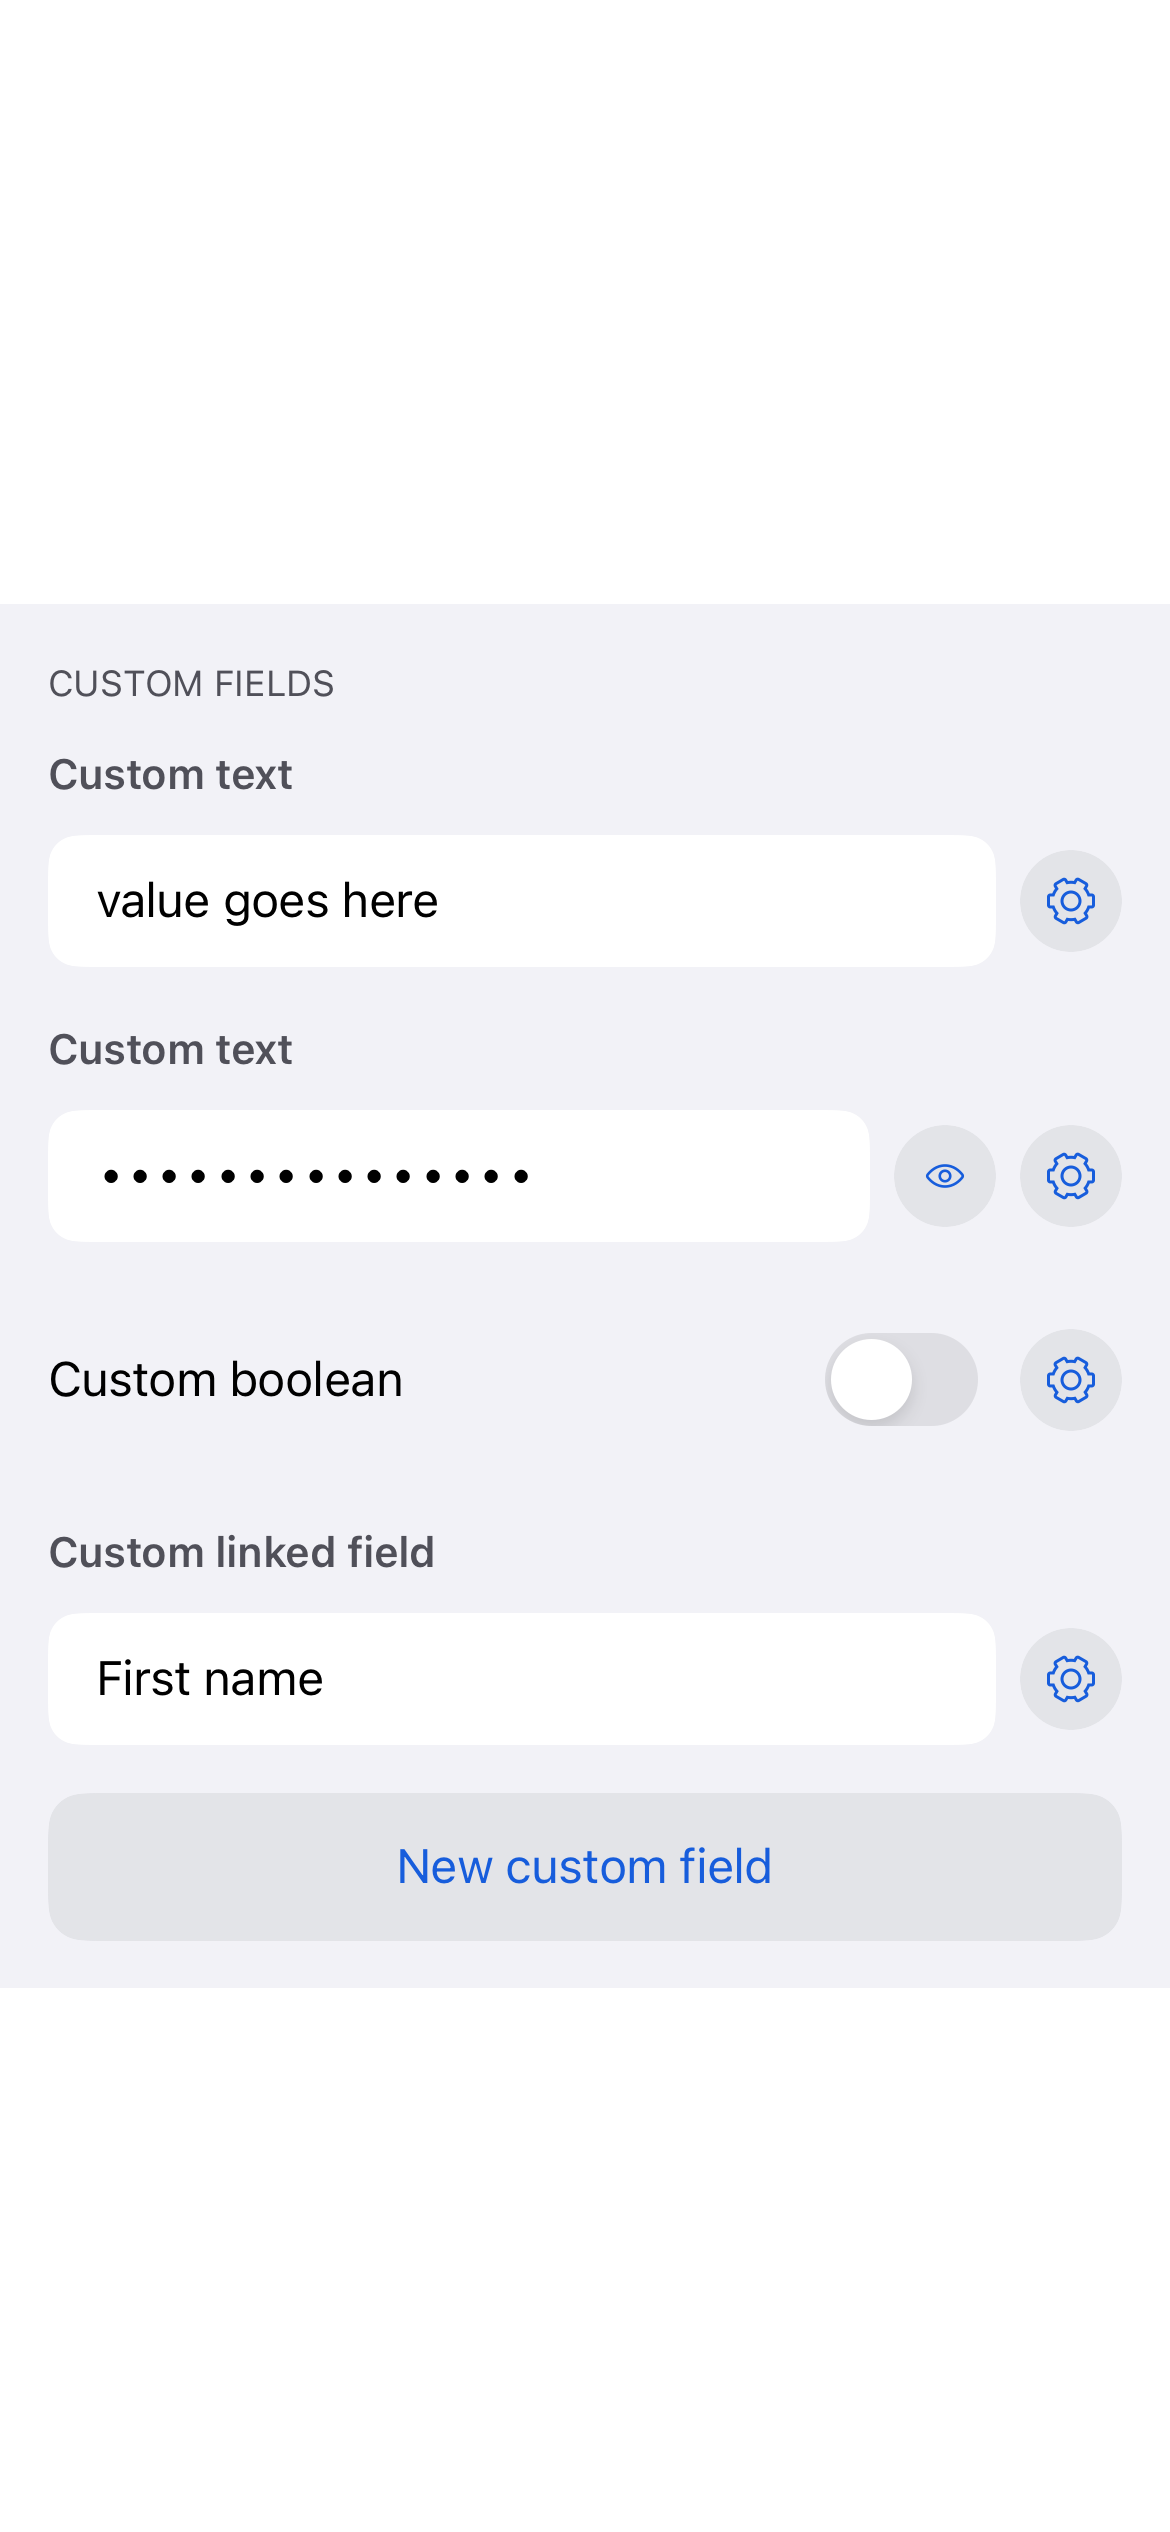 CUSTOM FIELDS
Custom text
value goes here
Custom text
•••••••••••••••
Custom boolean
Custom linked field
First name
New custom field